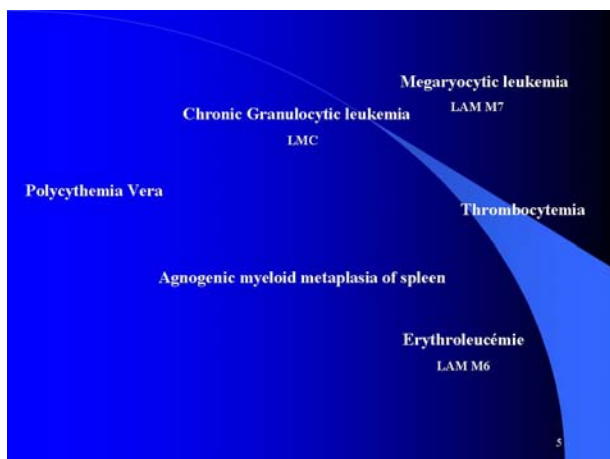 Megaryocytic leukemia
LAM M7
Chronic Granulocytic leukemia
LMC
Polycythemia Vera
Thrombocytemia
Agnogenic myeloid metaplasia of spleen
Erythroleucémie
LAM M6
5